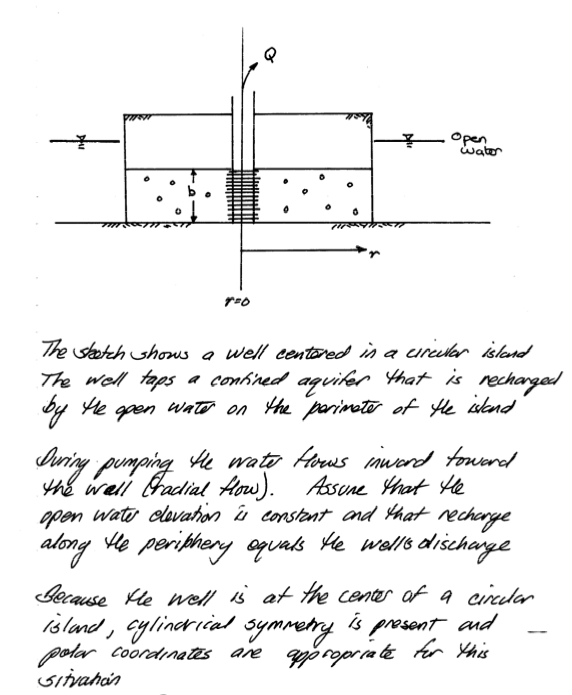 Q
Open
water
b
r
r=0
The sketch shows a well centered in a circular island
The well taps a confined aquifer that is recharged
by the open water on the perimeter of the island
During pumping the water flows inward toward
the well (radial flow). Assume that the
open water elevation is constant and that recharge
along the periphery equals the wells discharge
Because the well is at the center of a circular
island, cylindrical symmetry is present and
polar coordinates are appropriate for this
situation